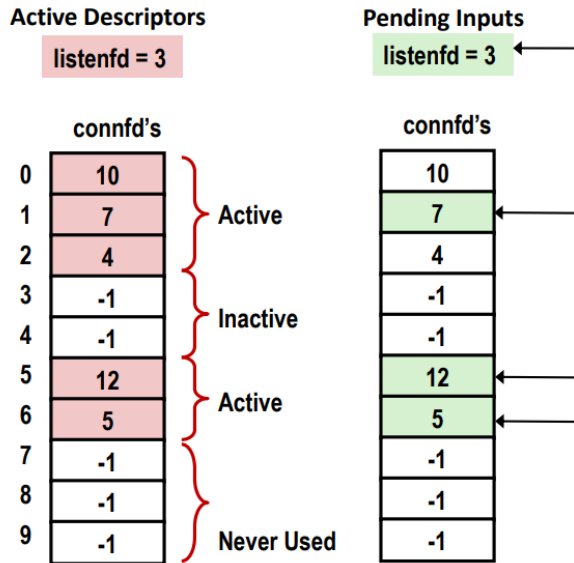 Active Descriptors
listenfd = 3
connfd's
0 10
1 7
2 4
3 -1
4 -1
5 12
6 5
7 -1
8 -1
9 -1
Active
Inactive
Active
Never Used
Pending Inputs
listenfd = 3
connfd's
10
7
4
-1
-1
12
5
-1
-1
-1